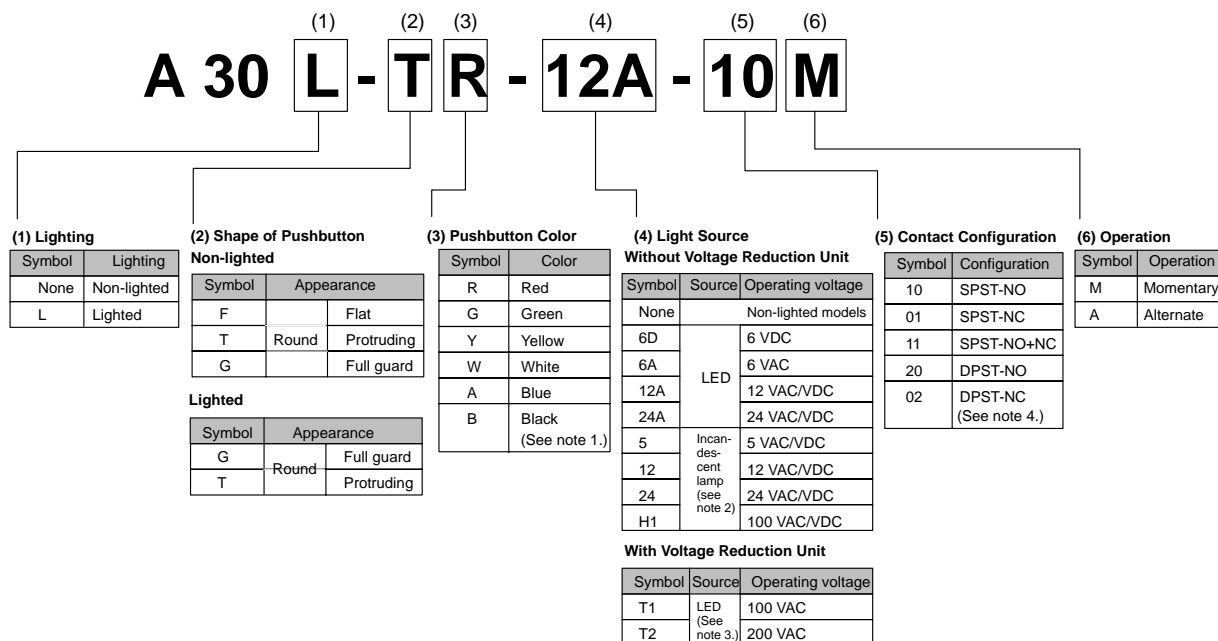 (1) (2) (3) (4) (5) (6)
A 30 L - T R - 12A - 10 M
(1) Lighting
Symbol Lighting
None Non-lighted
L Lighted
(2) Shape of Pushbutton
Non-lighted
Symbol Appearance
F Flat
T Round Protruding
G Full guard
Lighted
Symbol Appearance
G Full guard
Round
T Protruding
(3) Pushbutton Color
Symbol Color
R Red
G Green
Y Yellow
W White
A Blue
B Black
(See note 1.)
(4) Light Source
Without Voltage Reduction Unit
Symbol Source Operating voltage
None Non-lighted models
6D 6 VDC
6A 6 VAC
LED
12A 12 VAC/VDC
24A 24 VAC/VDC
5 Incan- 5 VAC/VDC
des-
12 cent 12 VAC/VDC
lamp
24 (see 24 VAC/VDC
note 2)
H1 100 VAC/VDC
With Voltage Reduction Unit
Symbol Source Operating voltage
T1 LED 100 VAC
(See
T2 note 3.) 200 VAC
(5) Contact Configuration
Symbol Configuration
10 SPST-NO
01 SPST-NC
11 SPST-NO+NC
20 DPST-NO
02 DPST-NC
(See note 4.)
(6) Operation
Symbol Operation
M Momentary
A Alternate